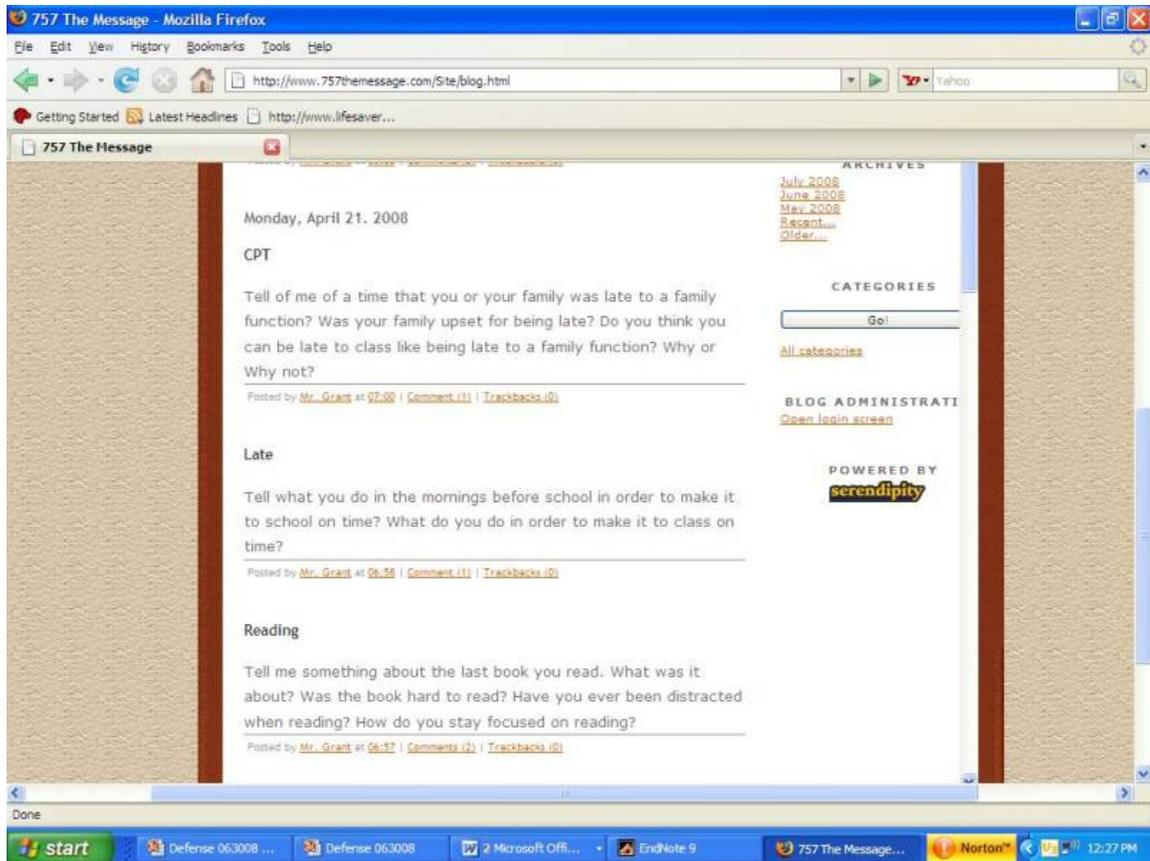 757 The Message - Mozilla Firefox
File Edit View History Bookmarks Tools Help
http://www.757themessage.com/Site/blog.html
Yahoo
Getting Started Latest Headlines http://www.lifesaver...
757 The Message
Monday, April 21. 2008
CPT
Tell of me of a time that you or your family was late to a family
function? Was your family upset for being late? Do you think you
can be late to class like being late to a family function? Why or
Why not?
Posted by Mr. Grant at 07:00 | Comment (1) | Trackbacks (0)
Late
Tell what you do in the mornings before school in order to make it
to school on time? What do you do in order to make it to class on
time?
Posted by Mr. Grant at 06:58 | Comment (1) | Trackbacks (0)
Reading
Tell me something about the last book you read. What was it
about? Was the book hard to read? Have you ever been distracted
when reading? How do you stay focused on reading?
Posted by Mr. Grant at 06:57 | Comments (2) | Trackbacks (0)
ARCHIVES
July 2008
June 2008
May 2008
Recent...
Older...
CATEGORIES
Go!
All categories
BLOG ADMINISTRATI
Open login screen
POWERED BY
serendipity
Done
start
Defense 063008 ...
Defense 063008
2 Microsoft Offi...
EndNote 9
757 The Message...
Norton™
12:27 PM